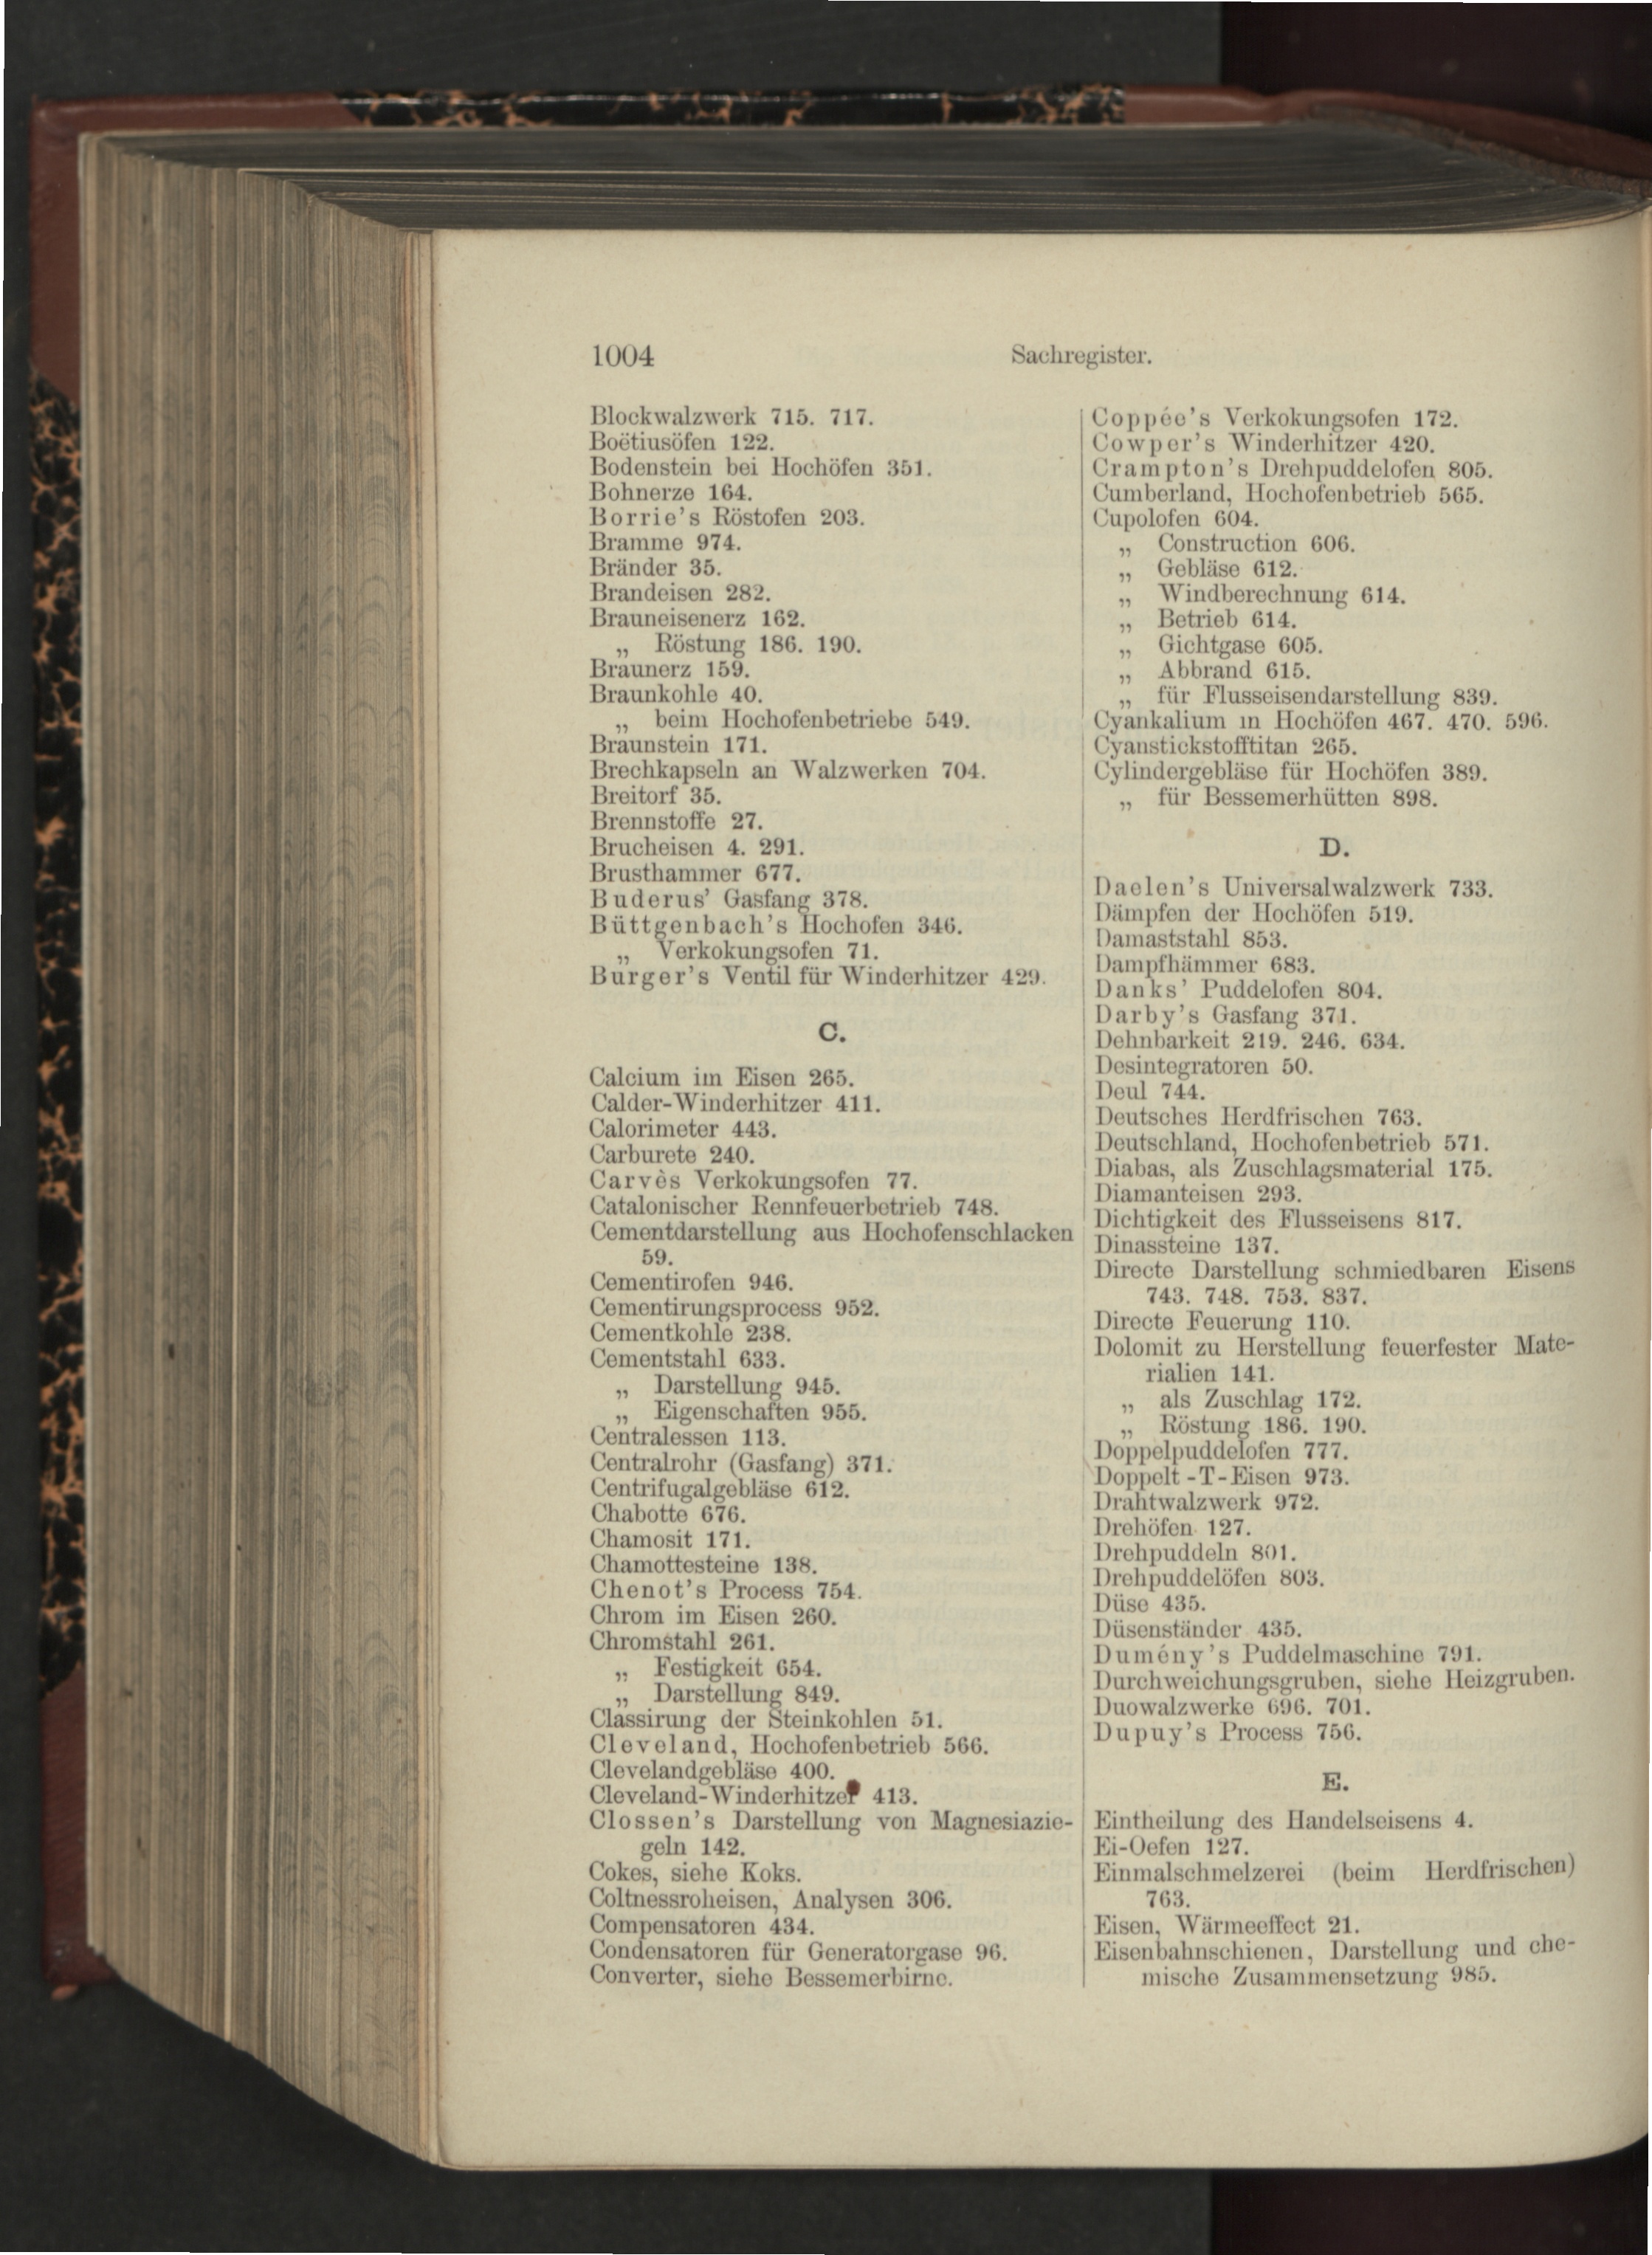 1004
Sachregister.
Blockwalzwerk 715. 717.
Boëtiusöfen 122.
Bodenstein bei Hochöfen 351.
Bohnerze 164.
Borrie's Röstofen 203.
Bramme 974.
Bränder 35.
Brandeisen 282.
Brauneisenerz 162.
„ Röstung 186. 190.
Braunerz 159.
Braunkohle 40.
„ beim Hochofenbetriebe 549.
Braunstein 171.
Brechkapseln an Walzwerken 704.
Breitorf 35.
Brennstoffe 27.
Brucheisen 4. 291.
Brusthammer 677.
Buderus' Gasfang 378.
Büttgenbach's Hochofen 346.
„ Verkokungsofen 71.
Burger's Ventil für Winderhitzer 429.
C.
Calcium im Eisen 265.
Calder-Winderhitzer 411.
Calorimeter 443.
Carburete 240.
Carvès Verkokungsofen 77.
Catalonischer Rennfeuerbetrieb 748.
Cementdarstellung aus Hochofenschlacken
59.
Cementirofen 946.
Cementirungsprocess 952.
Cementkohle 238.
Cementstahl 633.
„ Darstellung 945.
„ Eigenschaften 955.
Centralessen 113.
Centralrohr (Gasfang) 371.
Centrifugalgebläse 612.
Chabotte 676.
Chamosit 171.
Chamottesteine 138.
Chenot's Process 754.
Chrom im Eisen 260.
Chromstahl 261.
„ Festigkeit 654.
„ Darstellung 849.
Classirung der Steinkohlen 51.
Cleveland, Hochofenbetrieb 566.
Clevelandgebläse 400.
Cleveland-Winderhitzer 413.
Clossen's Darstellung von Magnesiazie-
geln 142.
Cokes, siehe Koks.
Coltnessroheisen, Analysen 306.
Compensatoren 434.
Condensatoren für Generatorgase 96.
Converter, siehe Bessemerbirne.
Coppée's Verkokungsofen 172.
Cowper's Winderhitzer 420.
Crampton's Drehpuddelofen 805.
Cumberland, Hochofenbetrieb 565.
Cupolofen 604.
„ Construction 606.
„ Gebläse 612.
„ Windberechnung 614.
„ Betrieb 614.
„ Gichtgase 605.
„ Abbrand 615.
„ für Flusseisendarstellung 839.
Cyankalium in Hochöfen 467. 470. 596.
Cyanstickstofftitan 265.
Cylindergebläse für Hochöfen 389.
„ für Bessemerhütten 898.
D.
Daelen's Universalwalzwerk 733.
Dämpfen der Hochöfen 519.
Damaststahl 853.
Dampfhämmer 683.
Danks' Puddelofen 804.
Darby's Gasfang 371.
Dehnbarkeit 219. 246. 634.
Desintegratoren 50.
Deul 744.
Deutsches Herdfrischen 763.
Deutschland, Hochofenbetrieb 571.
Diabas, als Zuschlagsmaterial 175.
Diamanteisen 293.
Dichtigkeit des Flusseisens 817.
Dinassteine 137.
Directe Darstellung schmiedbaren Eisens
743. 748. 753. 837.
Directe Feuerung 110.
Dolomit zu Herstellung feuerfester Mate-
rialien 141.
„ als Zuschlag 172.
„ Röstung 186. 190.
Doppelpuddelofen 777.
Doppelt-T-Eisen 973.
Drahtwalzwerk 972.
Drehöfen 127.
Drehpuddeln 801.
Drehpuddelöfen 803.
Düse 435.
Düsenständer 435.
Dumény's Puddelmaschine 791.
Durchweichungsgruben, siehe Heizgruben.
Duowalzwerke 696. 701.
Dupuy's Process 756.
E.
Eintheilung des Handelseisens 4.
Ei-Oefen 127.
Einmalschmelzerei (beim Herdfrischen)
763.
Eisen, Wärmeeffect 21.
Eisenbahnschienen, Darstellung und che-
mische Zusammensetzung 985.